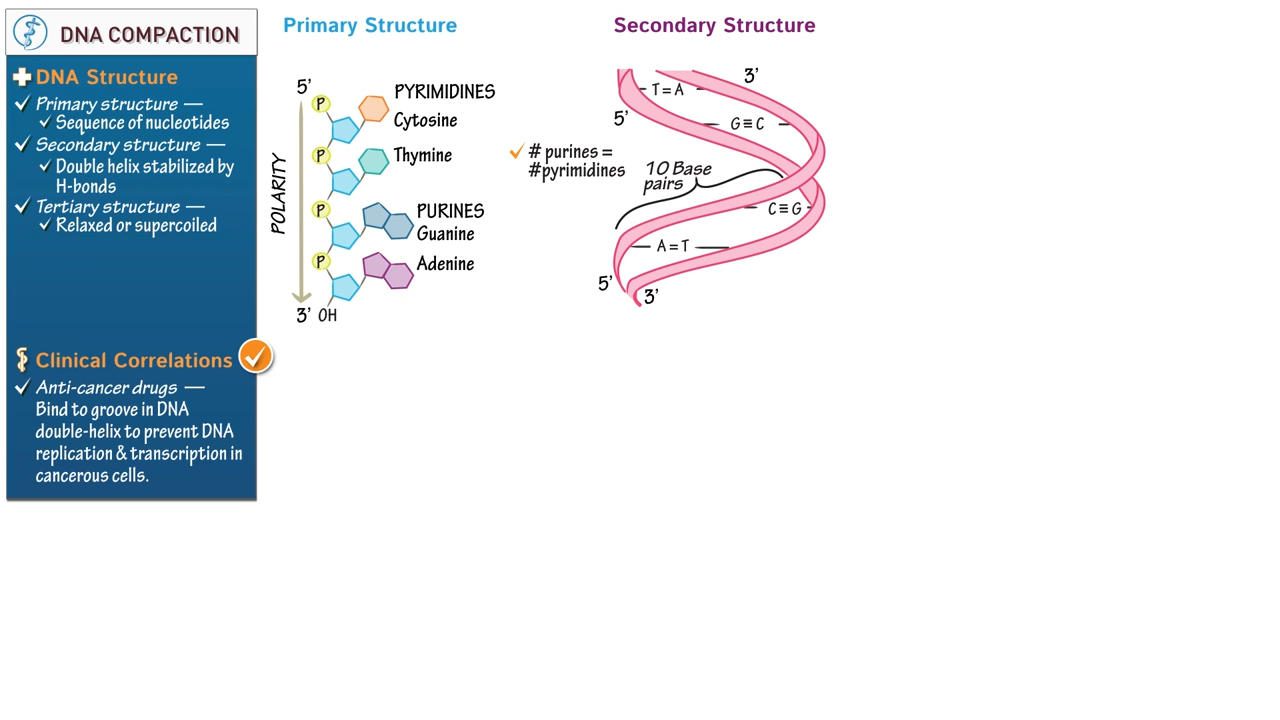 DNA COMPACTION
DNA Structure
Primary structure —
Sequence of nucleotides
Secondary structure —
Double helix stabilized by
H-bonds
Tertiary structure —
Relaxed or supercoiled
Clinical Correlations
Anti-cancer drugs —
Bind to groove in DNA
double-helix to prevent DNA
replication & transcription in
cancerous cells.
Primary Structure
5’
P
PYRIMIDINES
Cytosine
P
Thymine
POLARITY
P
PURINES
Guanine
P
Adenine
3’ OH
Secondary Structure
3’
T=A
5’
G≡C
# purines =
#pyrimidines
10 Base
pairs
C≡G
A=T
5’
3’